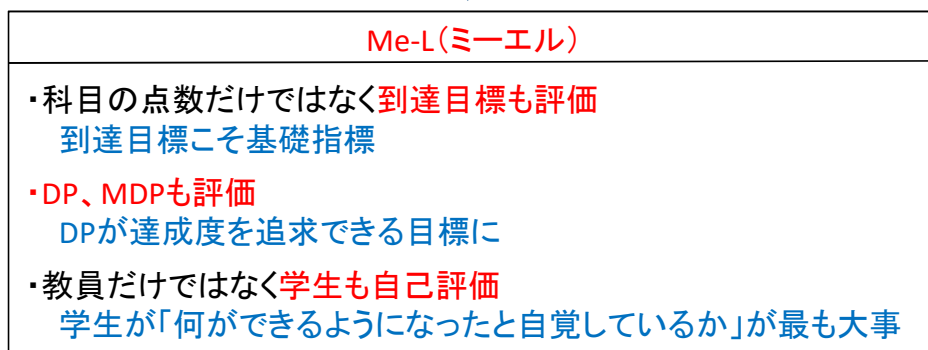 Me-L(ミーエル)
・科目の点数だけではなく到達目標も評価
到達目標こそ基礎指標
・DP、MDPも評価
DPが達成度を追求できる目標に
・教員だけではなく学生も自己評価
学生が「何ができるようになったと自覚しているか」が最も大事